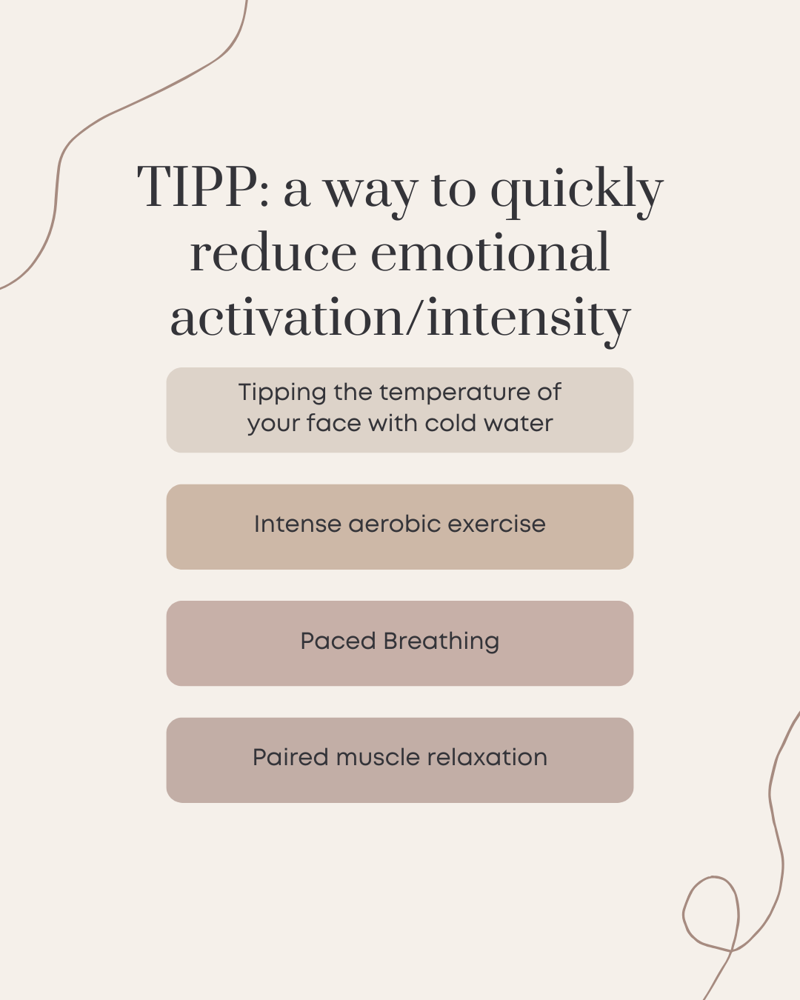 TIPP: a way to quickly
reduce emotional
activation/intensity
Tipping the temperature of
your face with cold water
Intense aerobic exercise
Paced Breathing
Paired muscle relaxation